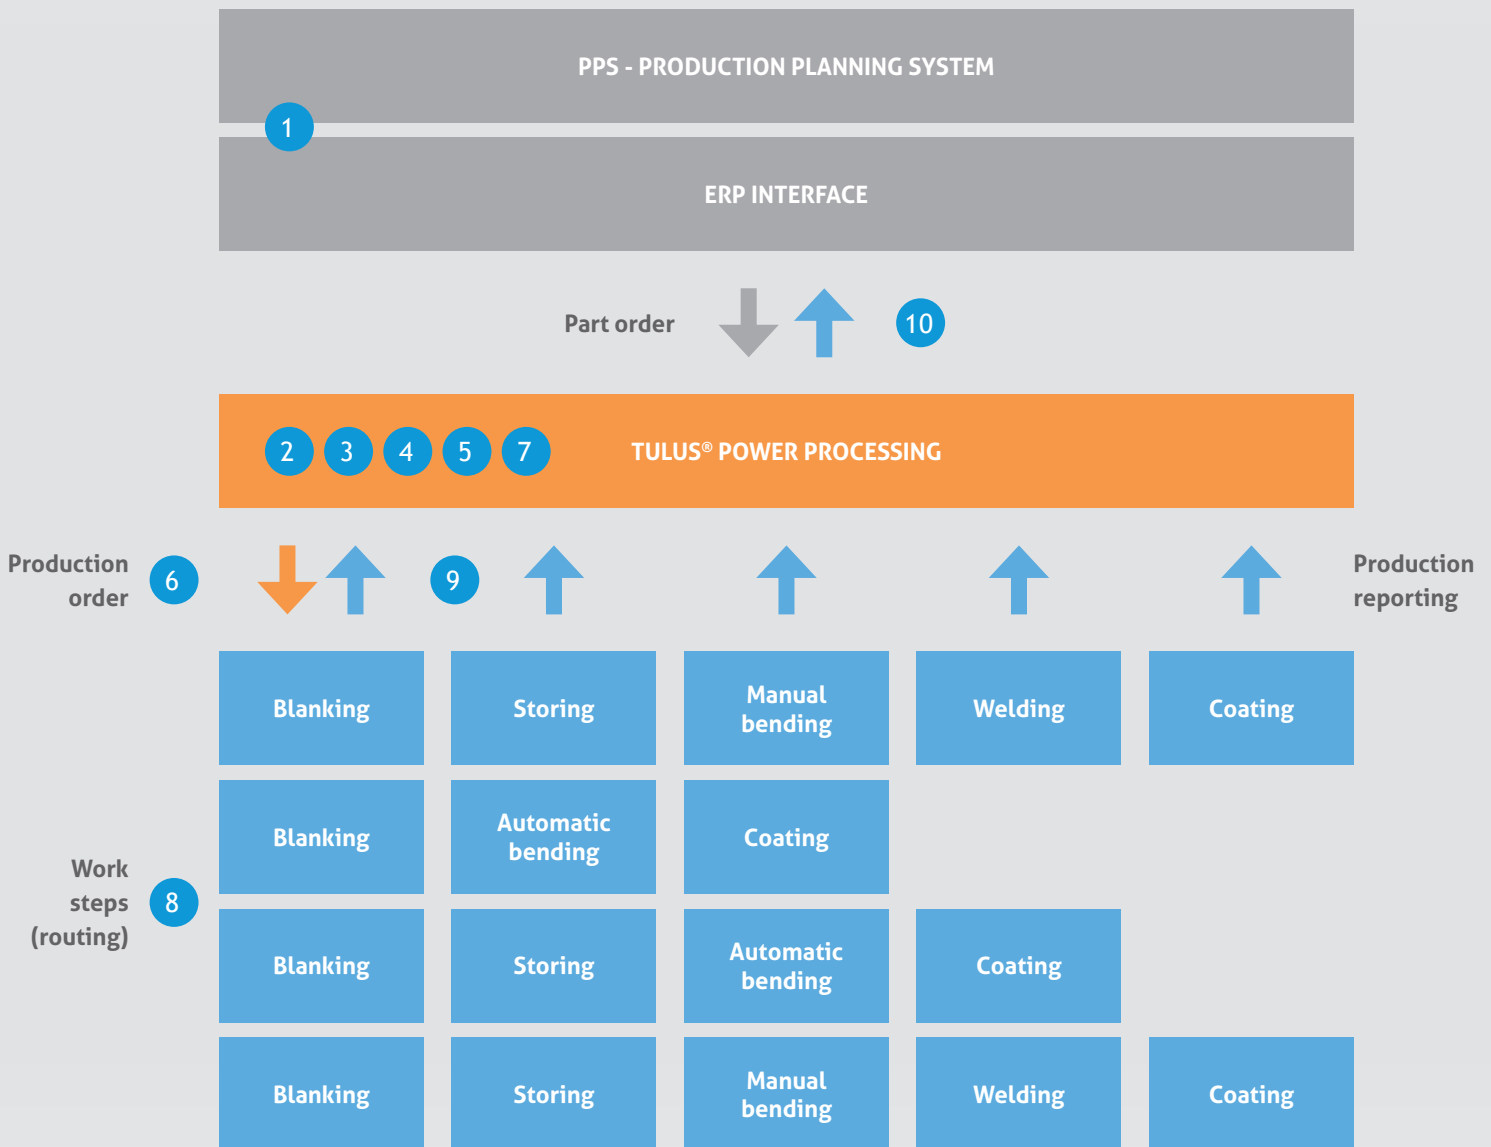 PPS - PRODUCTION PLANNING SYSTEM
1
ERP INTERFACE
Part order
10
2 3 4 5 7 TULUS® POWER PROCESSING
Production
order
6
9
Production
reporting
Blanking
Storing
Manual
bending
Welding
Coating
Work
steps
(routing)
8
Blanking
Automatic
bending
Coating
Blanking
Storing
Automatic
bending
Coating
Blanking
Storing
Manual
bending
Welding
Coating